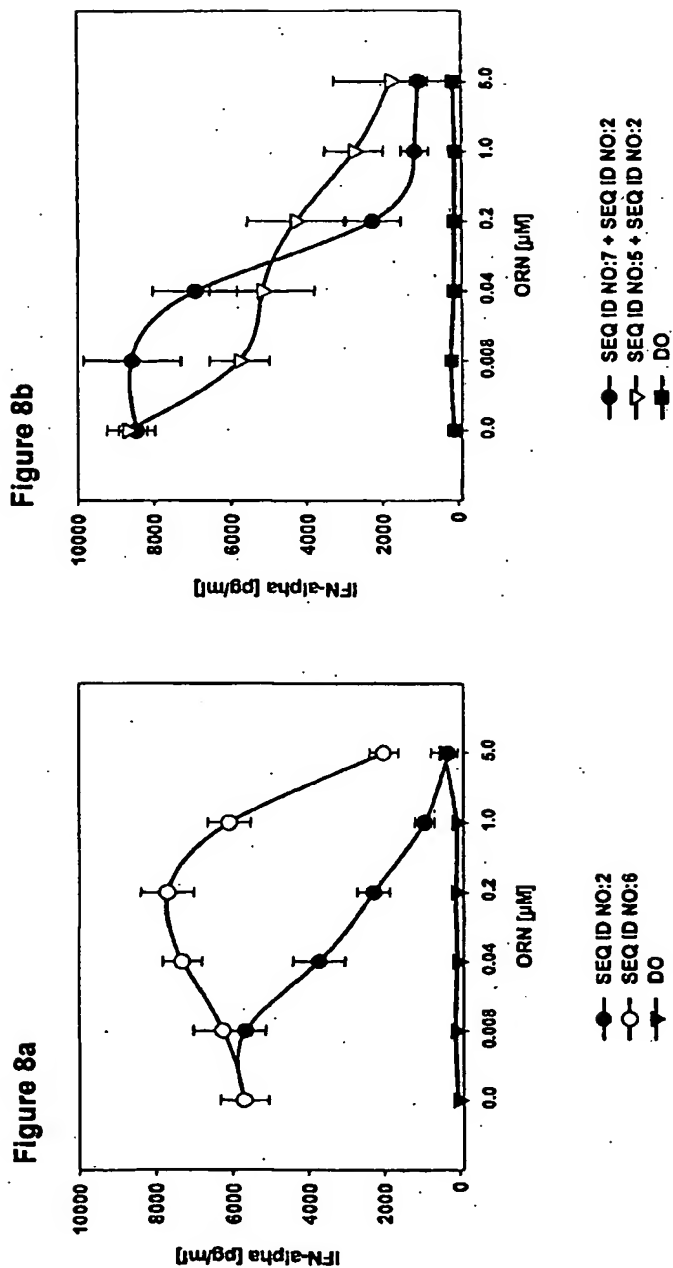 Figure 8a
IFN-alpha [pg/ml]
10000
8000
6000
4000
2000
0
0.0 0.008 0.04 0.2 1.0 5.0
ORN [µM]
SEQ ID NO:2
SEQ ID NO:6
DO
Figure 8b
IFN-alpha [pg/ml]
10000
8000
6000
4000
2000
0
0.0 0.008 0.04 0.2 1.0 5.0
ORN [µM]
SEQ ID NO:7 + SEQ ID NO:2
SEQ ID NO:5 + SEQ ID NO:2
DO